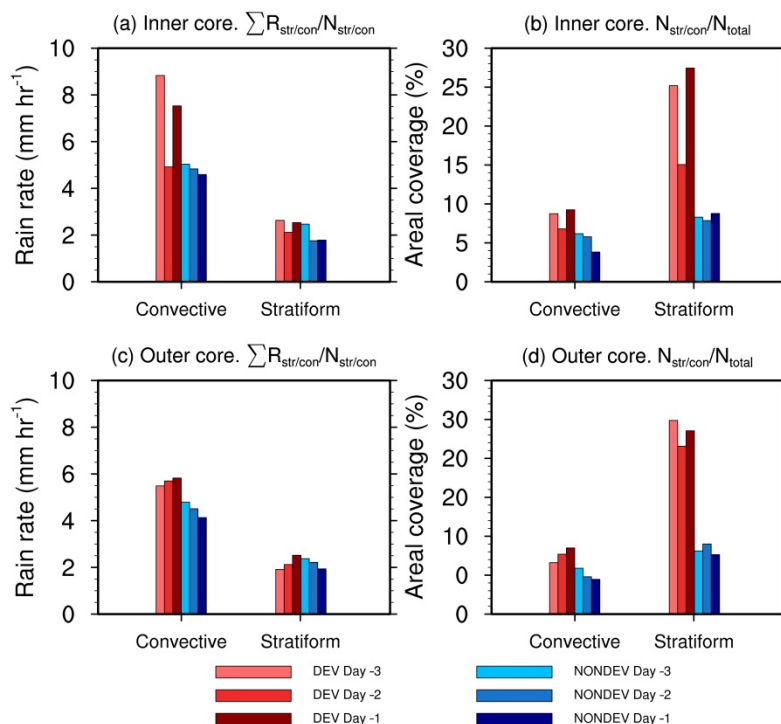 (a) Inner core. ∑R_str/con/N_str/con
10
8
6
4
2
0
Rain rate (mm hr⁻¹)
Convective Stratiform
(b) Inner core. N_str/con/N_total
30
25
20
15
10
5
0
Areal coverage (%)
Convective Stratiform
(c) Outer core. ∑R_str/con/N_str/con
10
8
6
4
2
0
Rain rate (mm hr⁻¹)
Convective Stratiform
(d) Outer core. N_str/con/N_total
30
30
20
20
10
0
0
Areal coverage (%)
Convective Stratiform
DEV Day -3
DEV Day -2
DEV Day -1
NONDEV Day -3
NONDEV Day -2
NONDEV Day -1